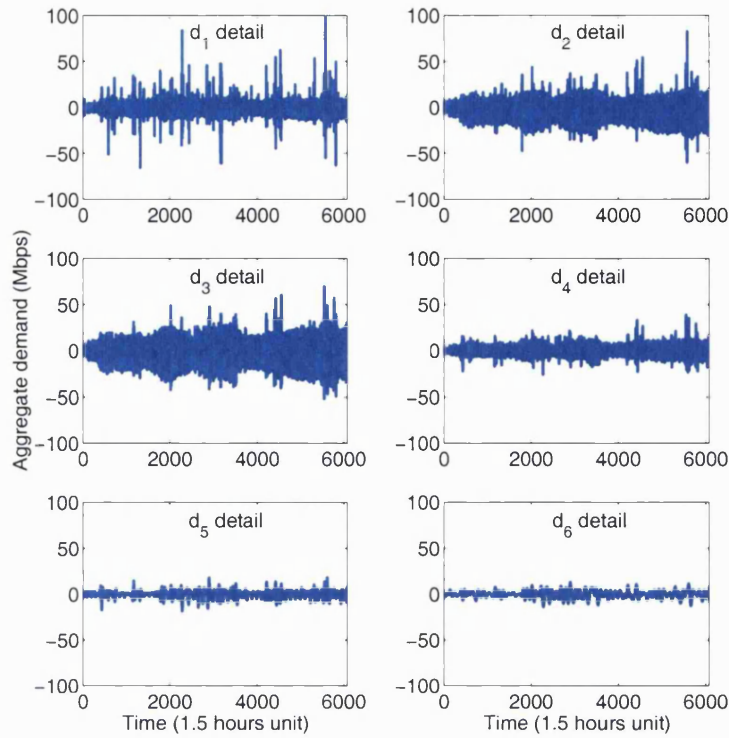 Aggregate demand (Mbps)
d1 detail
100
50
0
−50
−100
0 2000 4000 6000
d2 detail
100
50
0
−50
−100
0 2000 4000 6000
d3 detail
100
50
0
−50
−100
0 2000 4000 6000
d4 detail
100
50
0
−50
−100
0 2000 4000 6000
d5 detail
100
50
0
−50
−100
0 2000 4000 6000
Time (1.5 hours unit)
d6 detail
100
50
0
−50
−100
0 2000 4000 6000
Time (1.5 hours unit)